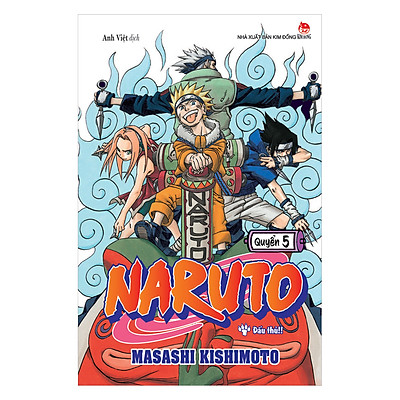 Anh Việt dịch
NHÀ XUẤT BẢN KIM ĐỒNG
NARUTO
Quyển 5
NARUTO
Đấu thủ!!
MASASHI KISHIMOTO